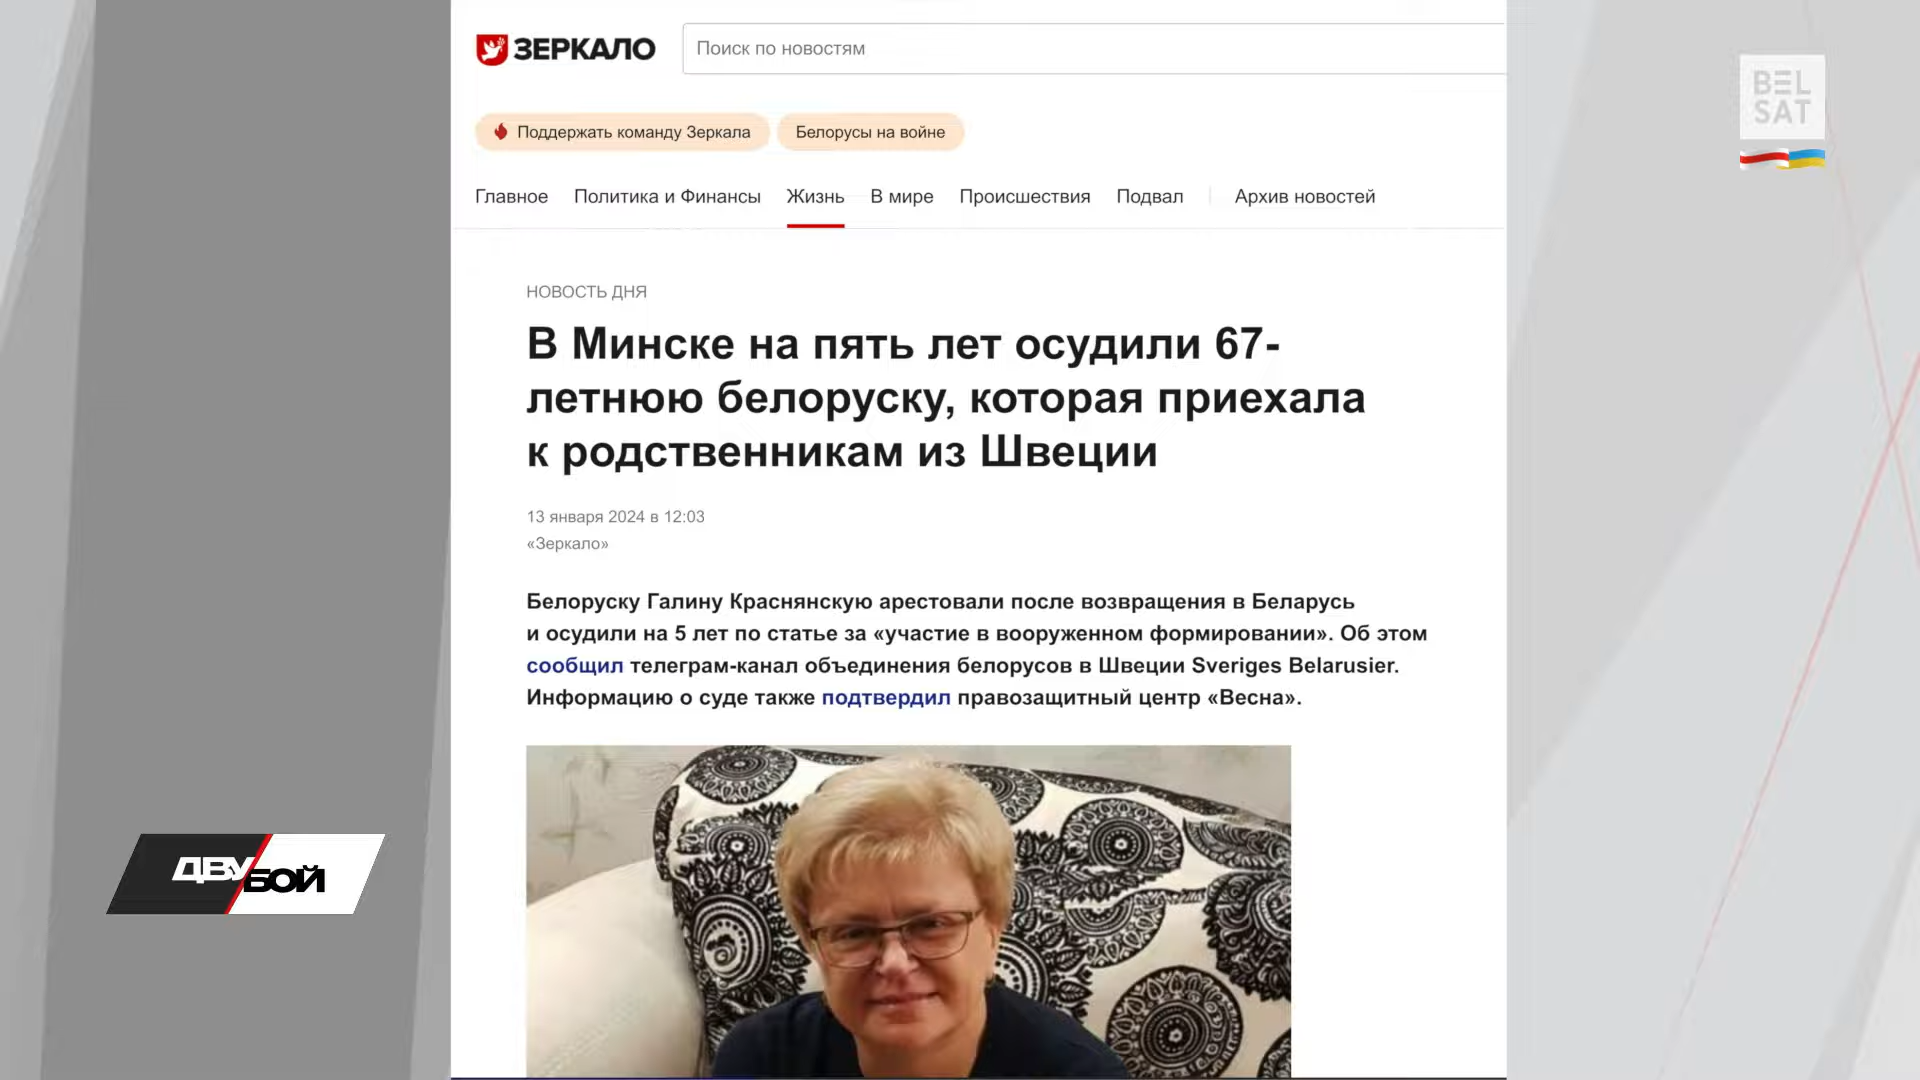 ЗЕРКАЛО
Поиск по новостям
BEL
SAT
Поддержать команду Зеркала
Белорусы на войне
Главное Политика и Финансы Жизнь В мире Происшествия Подвал Архив новостей
НОВОСТЬ ДНЯ
В Минске на пять лет осудили 67-
летнюю белоруску, которая приехала
к родственникам из Швеции
13 января 2024 в 12:03
«Зеркало»
Белоруску Галину Краснянскую арестовали после возвращения в Беларусь
и осудили на 5 лет по статье за «участие в вооруженном формировании». Об этом
сообщил телеграм-канал объединения белорусов в Швеции Sveriges Belarusier.
Информацию о суде также подтвердил правозащитный центр «Весна».
ДВУ
БОЙ